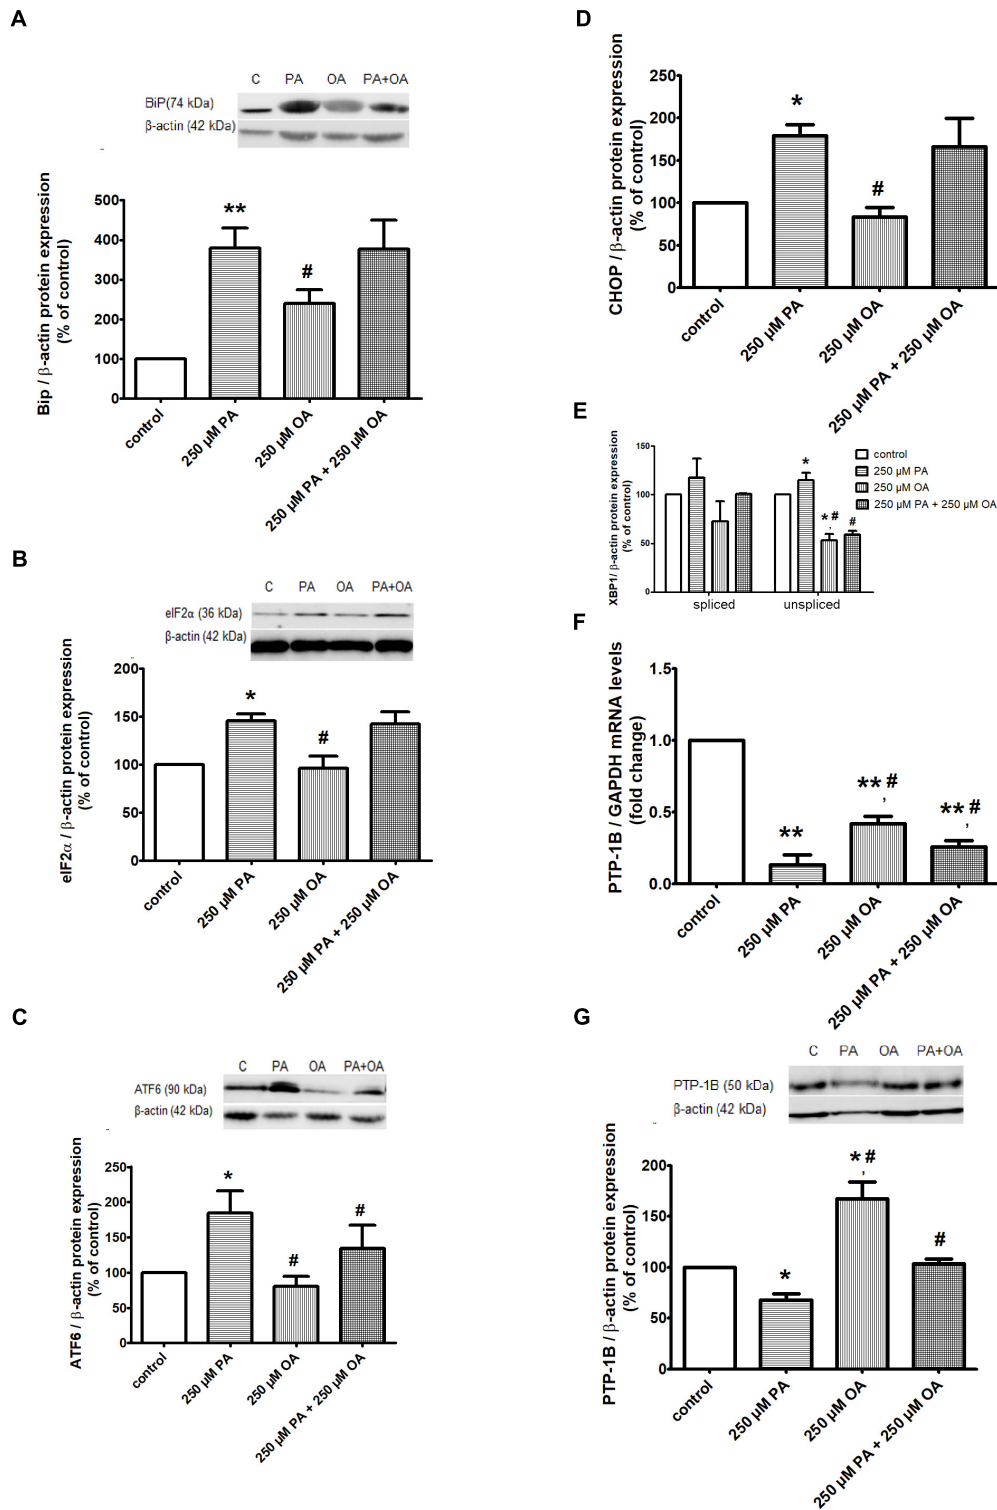 A
C PA OA PA+OA
BiP(74 kDa)
β-actin (42 kDa)
Bip / β-actin protein expression
(% of control)
500
400
300
200
100
0
**
#
control
250 µM PA
250 µM OA
250 µM PA + 250 µM OA
B
C PA OA PA+OA
eIF2α (36 kDa)
β-actin (42 kDa)
eIF2α / β-actin protein expression
(% of control)
200
150
100
50
0
*
#
control
250 µM PA
250 µM OA
250 µM PA + 250 µM OA
C
C PA OA PA+OA
ATF6 (90 kDa)
β-actin (42 kDa)
ATF6 / β-actin protein expression
(% of control)
250
200
150
100
50
0
*
#
#
control
250 µM PA
250 µM OA
250 µM PA + 250 µM OA
D
CHOP / β-actin protein expression
(% of control)
250
200
150
100
50
0
*
#
control
250 µM PA
250 µM OA
250 µM PA + 250 µM OA
E
XBP1/ β-actin protein expression
(% of control)
150
100
50
0
*
*,#
#
spliced unspliced
control
250 µM PA
250 µM OA
250 µM PA + 250 µM OA
F
PTP-1B / GAPDH mRNA levels
(fold change)
1.5
1.0
0.5
0.0
**
**,#
**,#
control
250 µM PA
250 µM OA
250 µM PA + 250 µM OA
G
C PA OA PA+OA
PTP-1B (50 kDa)
β-actin (42 kDa)
PTP-1B / β-actin protein expression
(% of control)
200
150
100
50
0
*
*,#
#
control
250 µM PA
250 µM OA
250 µM PA + 250 µM OA